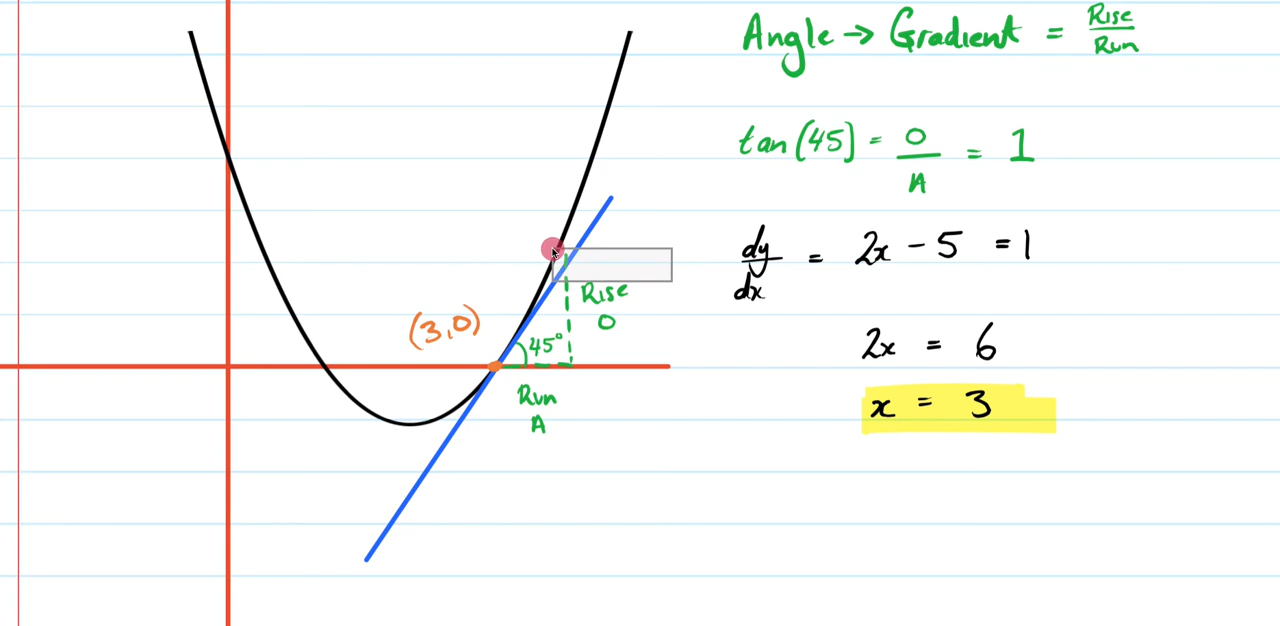 Angle → Gradient = Rise/Run
tan(45) = O/A = 1
dy/dx = 2x - 5 = 1
2x = 6
x = 3
(3,0)
45°
Rise
O
Run
A